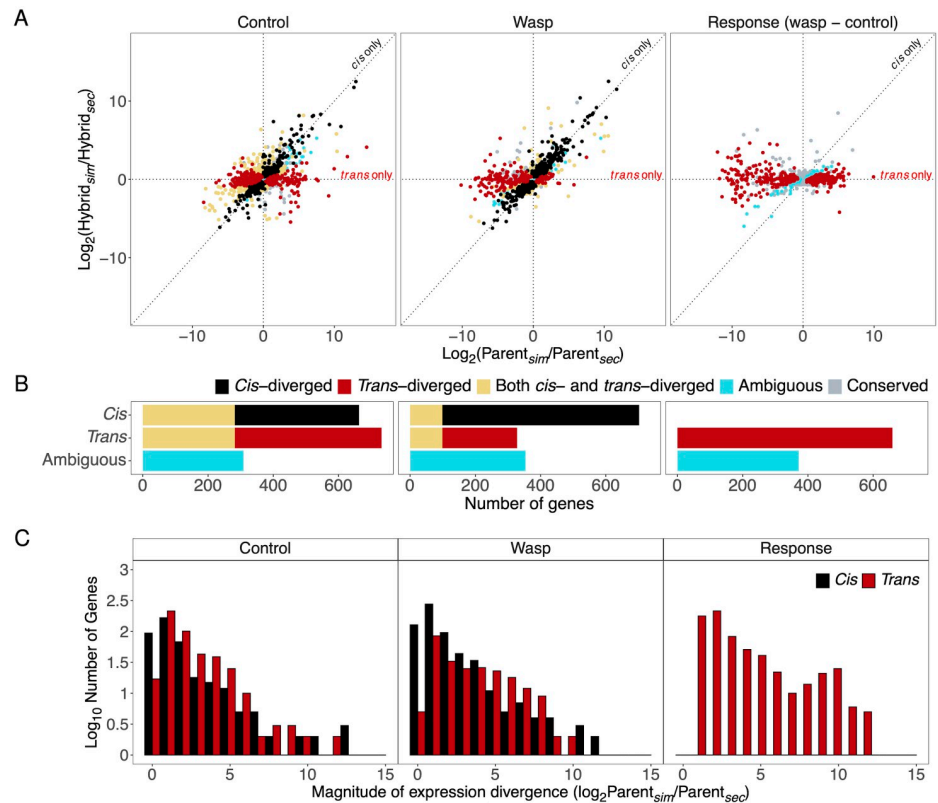 A
Control
Wasp
Response (wasp – control)
Log2(Hybridsim/Hybridsec)
10
0
−10
cis only
trans only
cis only
trans only
cis only
trans only
−10
0
10
−10
0
10
−10
0
10
Log2(Parentsim/Parentsec)
B
Cis–diverged
Trans–diverged
Both cis– and trans–diverged
Ambiguous
Conserved
Cis
Trans
Ambiguous
0
200
400
600
0
200
400
600
0
200
400
600
Number of genes
C
Control
Wasp
Response
Log10 Number of Genes
3
2.5
2
1.5
1
0.5
0
Cis
Trans
0
5
10
15
0
5
10
15
0
5
10
15
Magnitude of expression divergence (log2Parentsim/Parentsec)